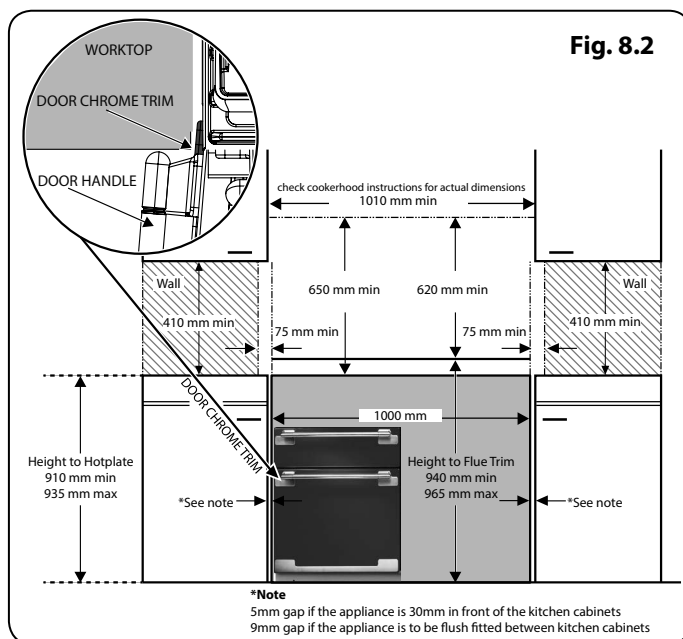 Fig. 8.2
WORKTOP
DOOR CHROME TRIM
DOOR HANDLE
check cookerhood instructions for actual dimensions
1010 mm min
Wall
650 mm min
620 mm min
Wall
410 mm min
75 mm min
75 mm min
410 mm min
DOOR CHROME TRIM
1000 mm
Height to Hotplate
910 mm min
935 mm max
Height to Flue Trim
940 mm min
965 mm max
*See note
*See note
*Note
5mm gap if the appliance is 30mm in front of the kitchen cabinets
9mm gap if the appliance is to be flush fitted between kitchen cabinets